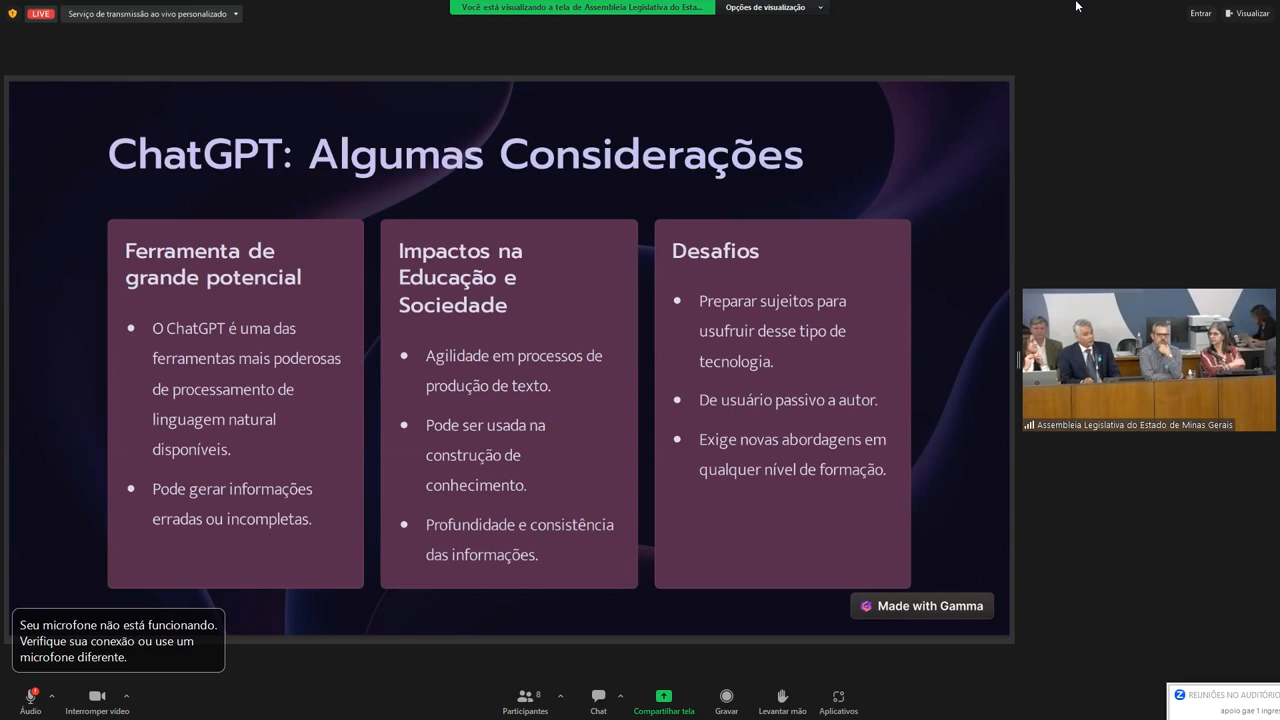 LIVE
Serviço de transmissão ao vivo personalizado
Você está visualizando a tela de Assembleia Legislativa do Esta...
Opções de visualização
Entrar
Visualizar
ChatGPT: Algumas Considerações
Ferramenta de
grande potencial
O ChatGPT é uma das
ferramentas mais poderosas
de processamento de
linguagem natural
disponíveis.
Pode gerar informações
erradas ou incompletas.
Impactos na
Educação e
Sociedade
Agilidade em processos de
produção de texto.
Pode ser usada na
construção de
conhecimento.
Profundidade e consistência
das informações.
Desafios
Preparar sujeitos para
usufruir desse tipo de
tecnologia.
De usuário passivo a autor.
Exige novas abordagens em
qualquer nível de formação.
Made with Gamma
Assembleia Legislativa do Estado de Minas Gerais
Seu microfone não está funcionando.
Verifique sua conexão ou use um
microfone diferente.
Áudio
Interromper vídeo
Participantes
8
Chat
Compartilhar tela
Gravar
Levantar mão
Aplicativos
REUNIÕES NO AUDITÓRIO
apoio gae 1 ingre